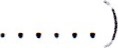 . . . . . . )